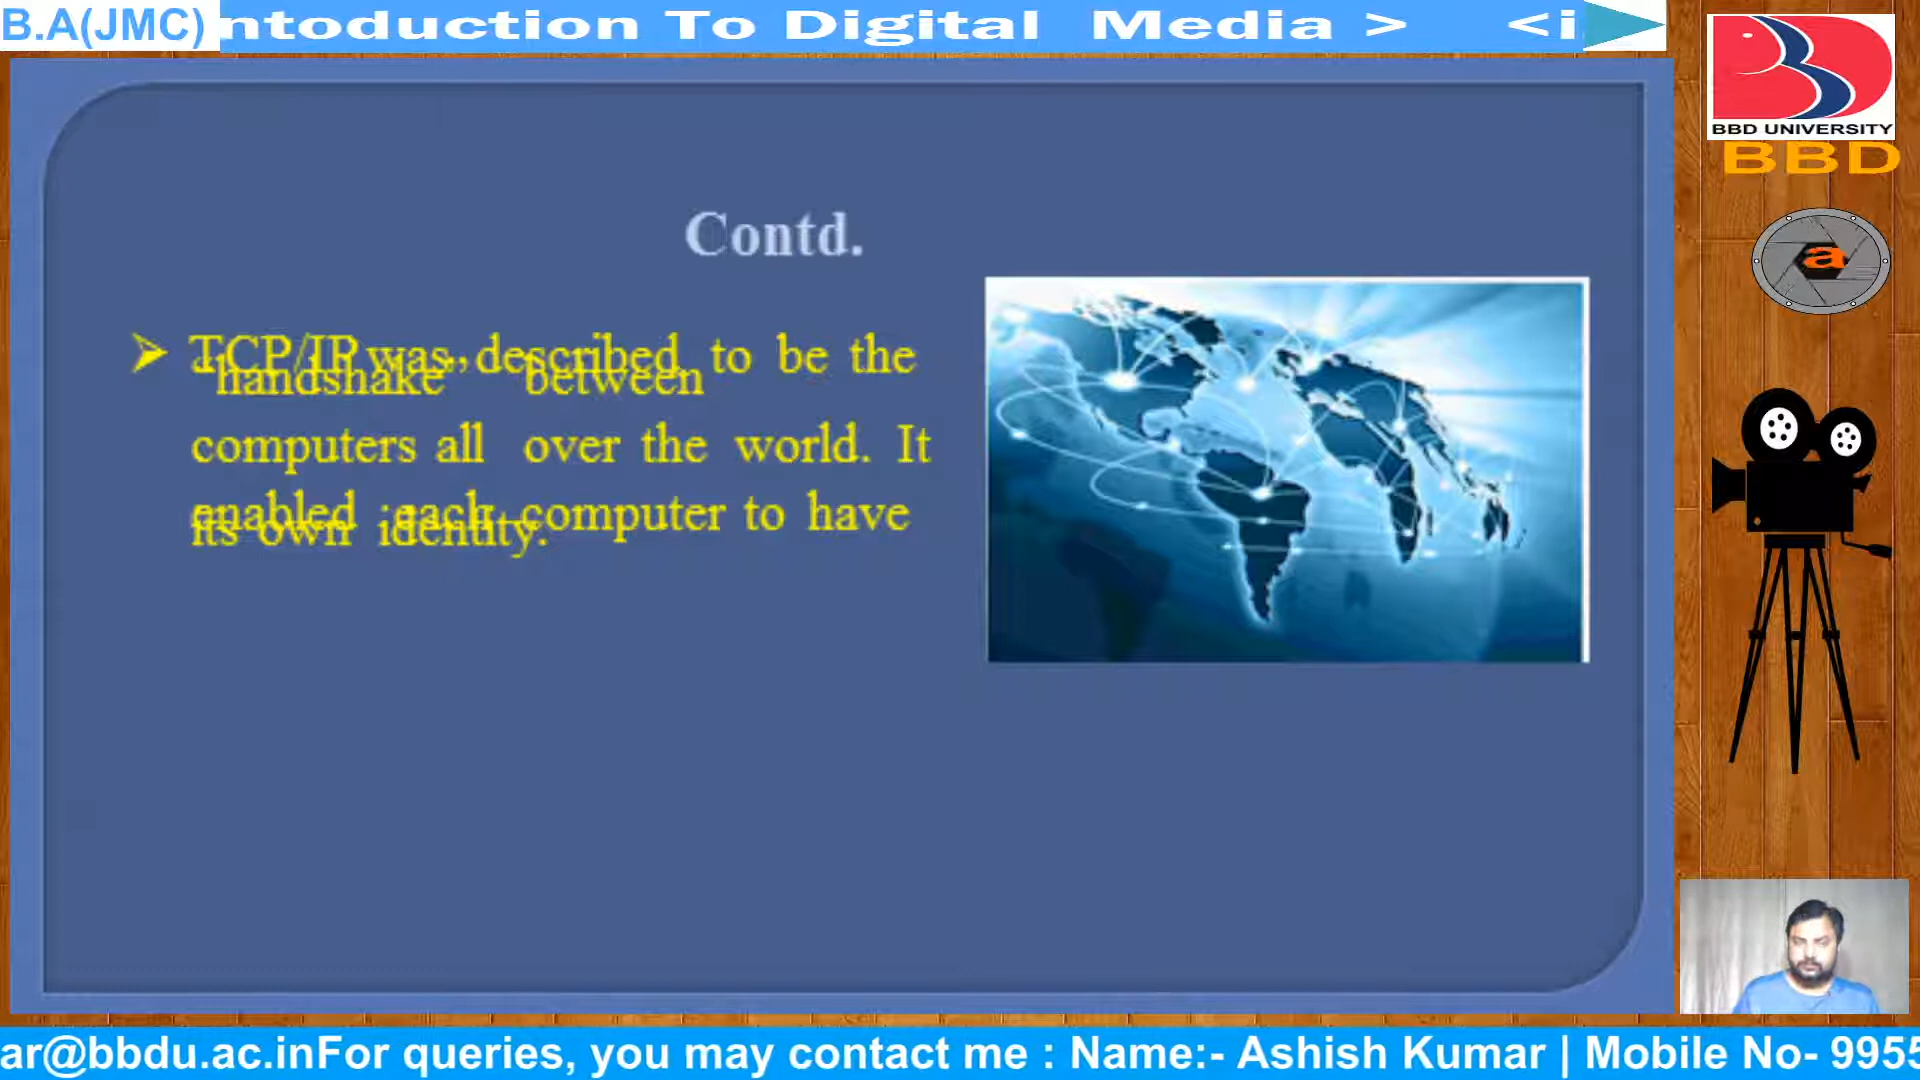 B.A(JMC)
ntoduction To Digital Media > <i
BBD UNIVERSITY
BBD
a
Contd.
➢ TCP/IP was described to be the
“handshake” between
computers all over the world. It
enabled each computer to have
its own identity.
ar@bbdu.ac.inFor queries, you may contact me : Name:- Ashish Kumar | Mobile No- 9955